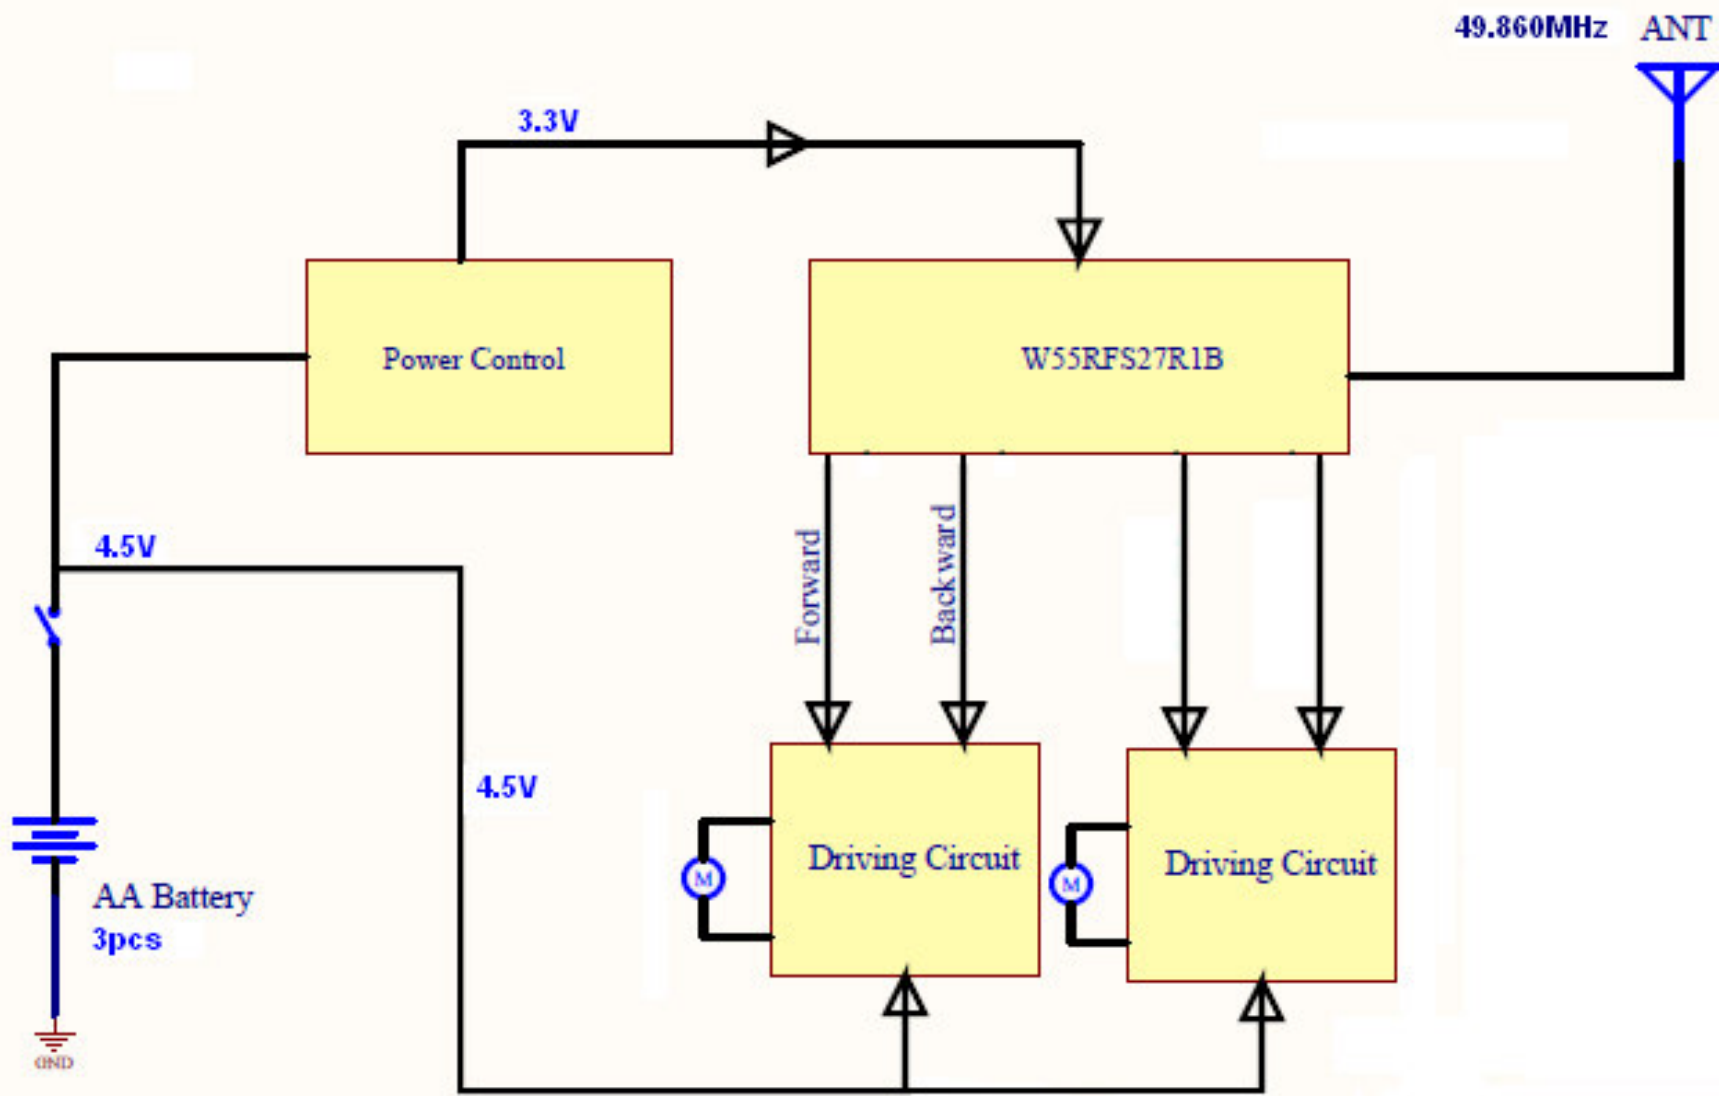 49.860MHz ANT
3.3V
Power Control
W55RFS27R1B
4.5V
Forward
Backward
4.5V
M
Driving Circuit
M
Driving Circuit
AA Battery
3pcs
GND